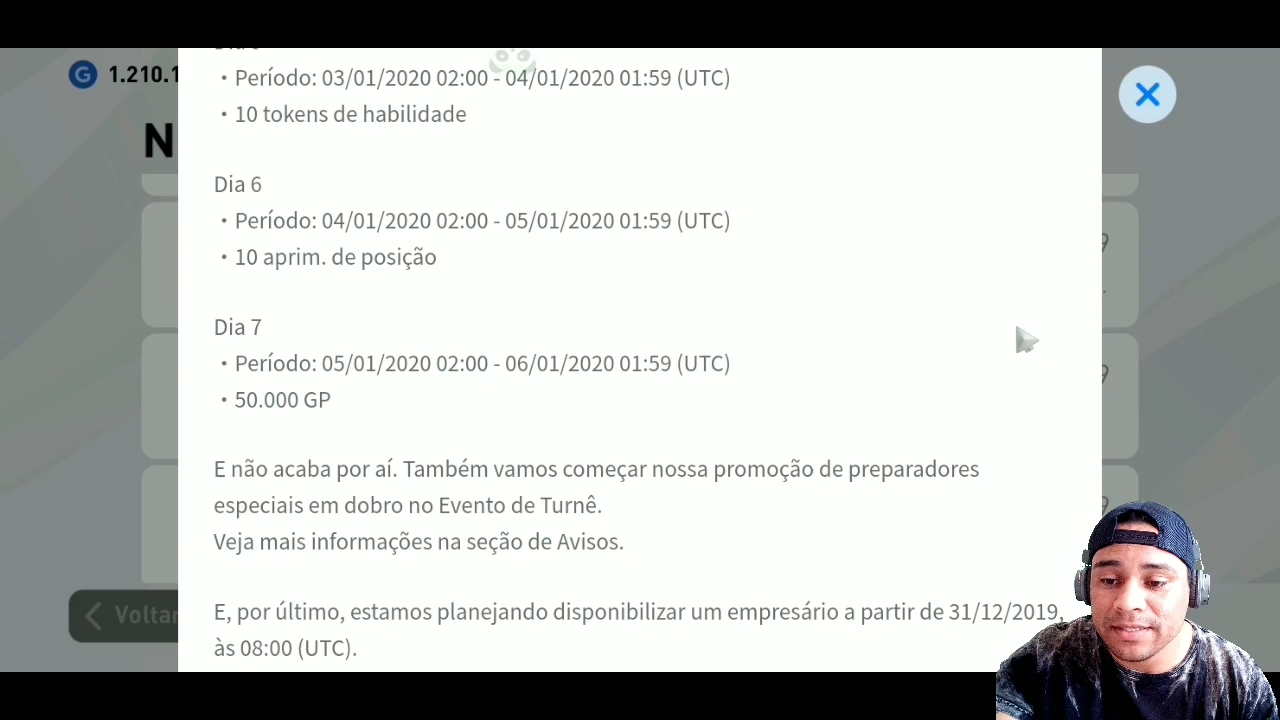 G 1.210.1
N
・Período: 03/01/2020 02:00 - 04/01/2020 01:59 (UTC)
・10 tokens de habilidade
Dia 6
・Período: 04/01/2020 02:00 - 05/01/2020 01:59 (UTC)
・10 aprim. de posição
Dia 7
・Período: 05/01/2020 02:00 - 06/01/2020 01:59 (UTC)
・50.000 GP
E não acaba por aí. Também vamos começar nossa promoção de preparadores
especiais em dobro no Evento de Turnê.
Veja mais informações na seção de Avisos.
E, por último, estamos planejando disponibilizar um empresário a partir de 31/12/2019,
às 08:00 (UTC).
Voltar